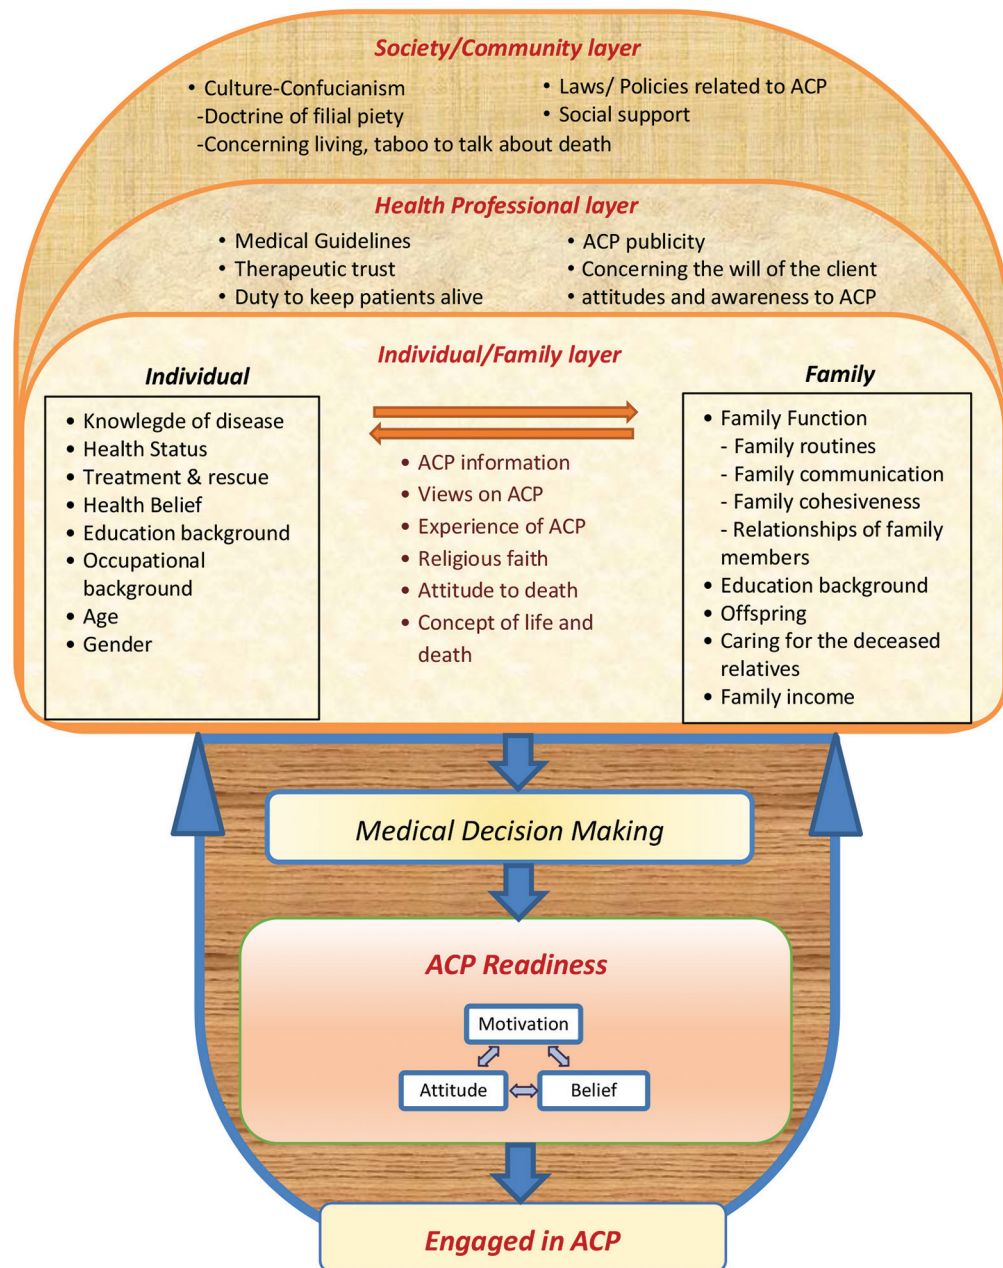 Society/Community layer
• Culture-Confucianism
-Doctrine of filial piety
-Concerning living, taboo to talk about death
• Laws/ Policies related to ACP
• Social support
Health Professional layer
• Medical Guidelines
• Therapeutic trust
• Duty to keep patients alive
• ACP publicity
• Concerning the will of the client
• attitudes and awareness to ACP
Individual/Family layer
Individual
• Knowlegde of disease
• Health Status
• Treatment & rescue
• Health Belief
• Education background
• Occupational
background
• Age
• Gender
• ACP information
• Views on ACP
• Experience of ACP
• Religious faith
• Attitude to death
• Concept of life and
death
Family
• Family Function
- Family routines
- Family communication
- Family cohesiveness
- Relationships of family
members
• Education background
• Offspring
• Caring for the deceased
relatives
• Family income
Medical Decision Making
ACP Readiness
Motivation
Attitude
Belief
Engaged in ACP